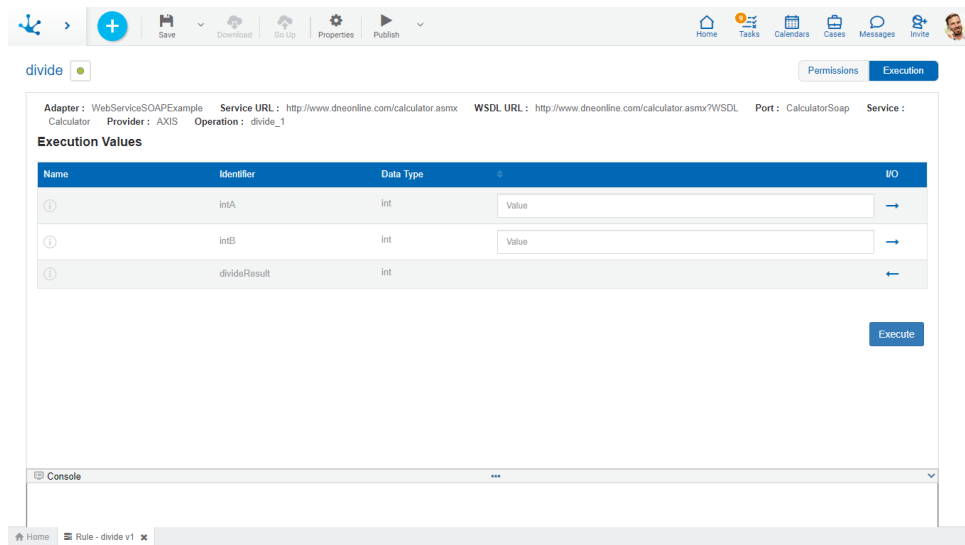 Save
Download
Go Up
Properties
Publish
Home
9
Tasks
Calendars
Cases
Messages
Invite
divide
Permissions
Execution
Adapter : WebServiceSOAPExample Service URL : http://www.dneonline.com/calculator.asmx WSDL URL : http://www.dneonline.com/calculator.asmx?WSDL Port : CalculatorSoap Service :
Calculator Provider : AXIS Operation : divide_1
Execution Values
Name Identifier Data Type I/O
intA int Value
intB int Value
divideResult int
Execute
Console
Home Rule - divide v1